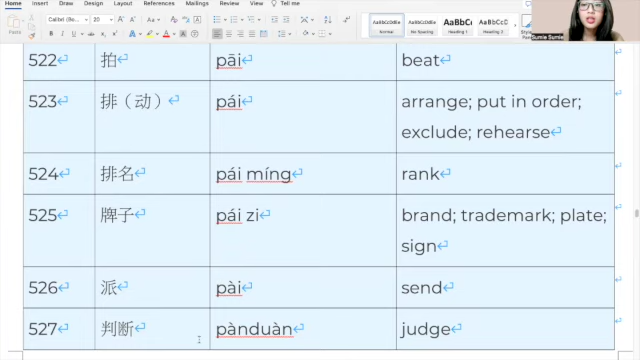 Home Insert Draw Design Layout References Mailings Review View Tell me
Calibri (Bo... 20
AaBbCcDdEe AaBbCcDdEe AaBbCc AaBbCcD
Normal No Spacing Heading 1 Heading 2
Sumie Sumie
522 拍 pāi beat
523 排（动） pái arrange; put in order;
exclude; rehearse
524 排名 pái míng rank
525 牌子 pái zi brand; trademark; plate;
sign
526 派 pài send
527 判断 pànduàn judge